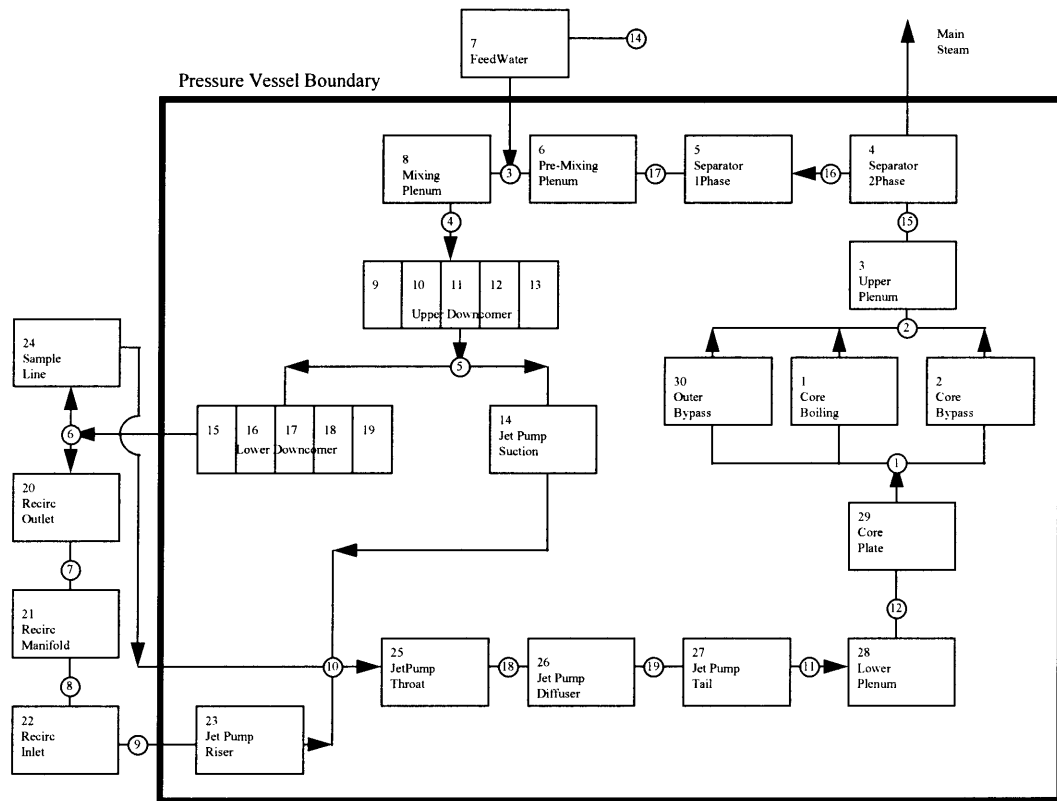 7
FeedWater
14
Main
Steam
Pressure Vessel Boundary
8
Mixing
Plenum
3
6
Pre-Mixing
Plenum
17
5
Separator
1Phase
16
4
Separator
2Phase
4
15
9 10 11 12 13
Upper Downcomer
3
Upper
Plenum
2
24
Sample
Line
5
30
Outer
Bypass
1
Core
Boiling
2
Core
Bypass
6
15 16 17 18 19
Lower Downcomer
14
Jet Pump
Suction
1
20
Recirc
Outlet
29
Core
Plate
7
21
Recirc
Manifold
12
10
25
JetPump
Throat
18
26
Jet Pump
Diffuser
19
27
Jet Pump
Tail
11
28
Lower
Plenum
8
22
Recirc
Inlet
9
23
Jet Pump
Riser